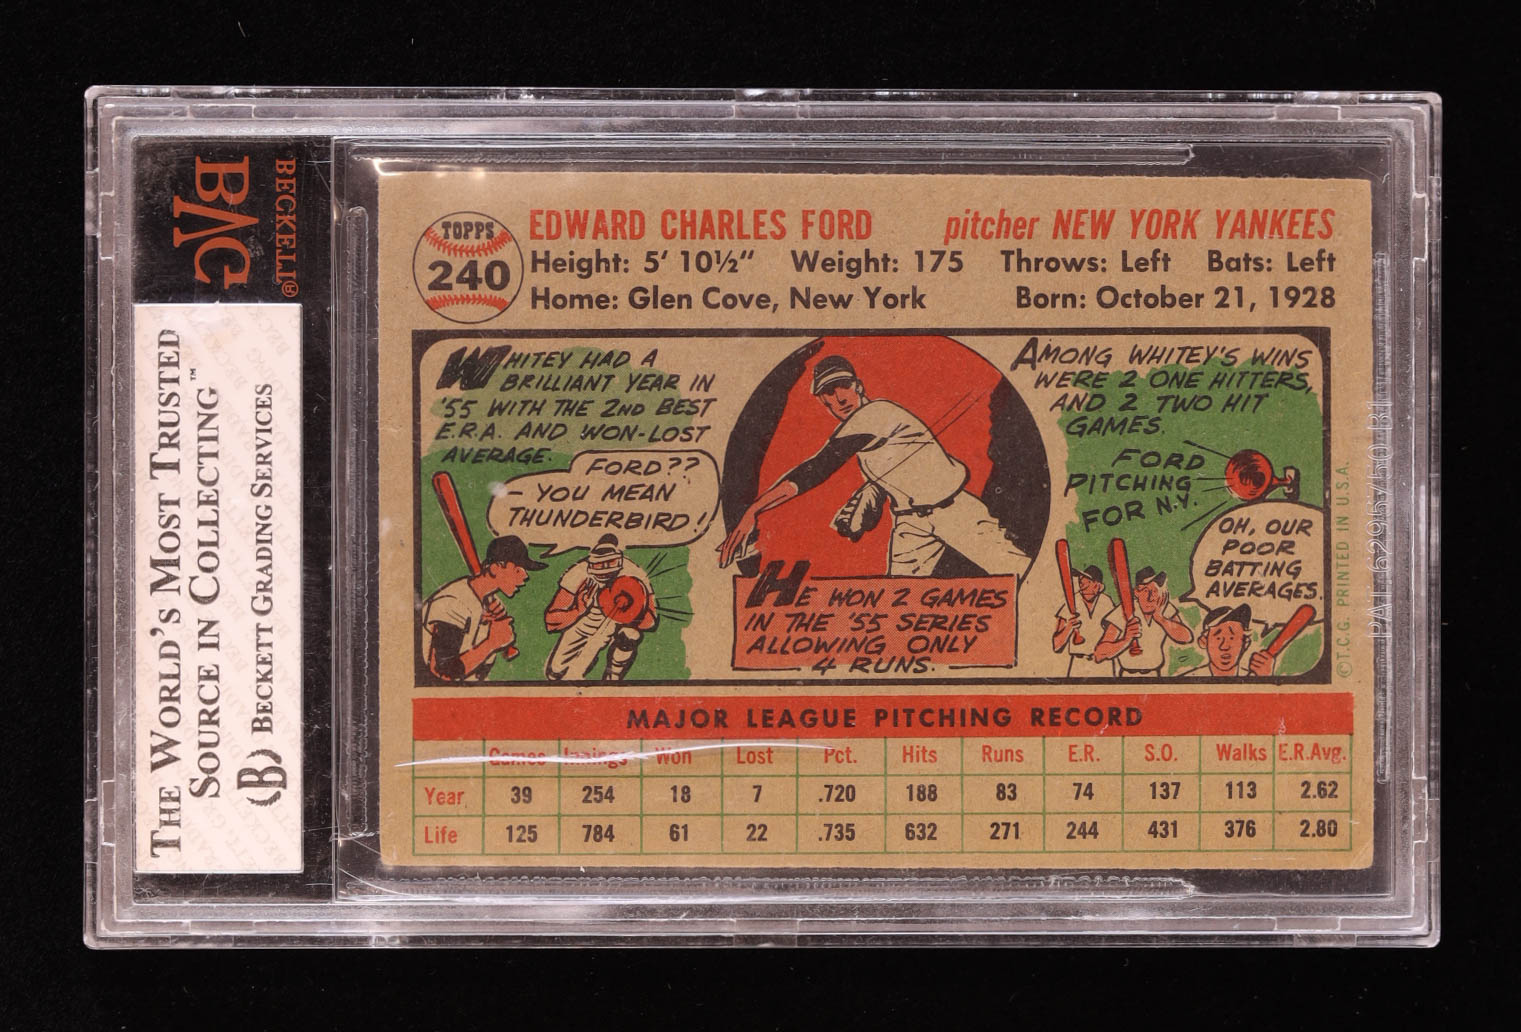 BVG
BECKETT®
THE WORLD'S MOST TRUSTED
SOURCE IN COLLECTING™
(B) BECKETT GRADING SERVICES
TOPPS
240
EDWARD CHARLES FORD pitcher NEW YORK YANKEES
Height: 5' 10½" Weight: 175 Throws: Left Bats: Left
Home: Glen Cove, New York Born: October 21, 1928
WHITEY HAD A
BRILLIANT YEAR IN
'55 WITH THE 2ND BEST
E.R.A. AND WON-LOST
AVERAGE.
FORD??
- YOU MEAN
THUNDERBIRD!
HE WON 2 GAMES
IN THE '55 SERIES
ALLOWING ONLY
4 RUNS.
AMONG WHITEY'S WINS
WERE 2 ONE HITTERS,
AND 2 TWO HIT
GAMES.
FORD
PITCHING
FOR N.Y.
OH, OUR
POOR
BATTING
AVERAGES.
©T.C.G. PRINTED IN U.S.A.
MAJOR LEAGUE PITCHING RECORD
Games Innings Won Lost Pct. Hits Runs E.R. S.O. Walks E.R.Avg.
Year 39 254 18 7 .720 188 83 74 137 113 2.62
Life 125 784 61 22 .735 632 271 244 431 376 2.80